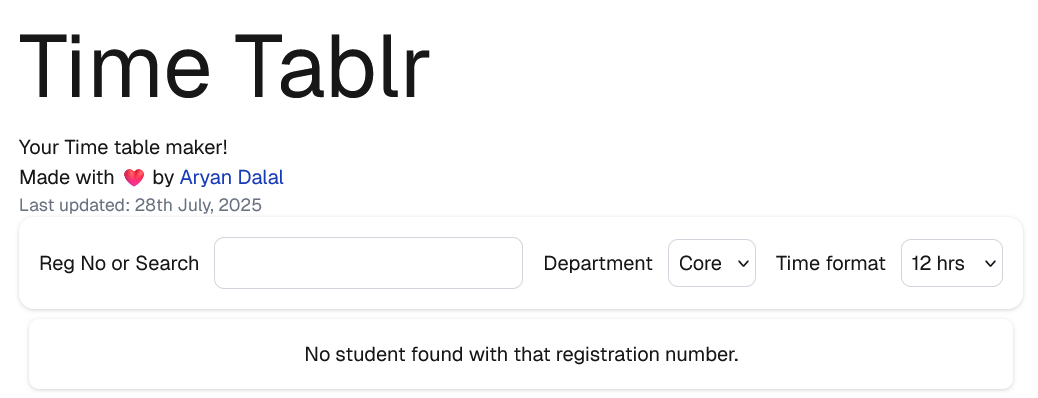 Time Tablr
Your Time table maker!
Made with ❤️ by Aryan Dalal
Last updated: 28th July, 2025
Reg No or Search Department Core Time format 12 hrs
No student found with that registration number.